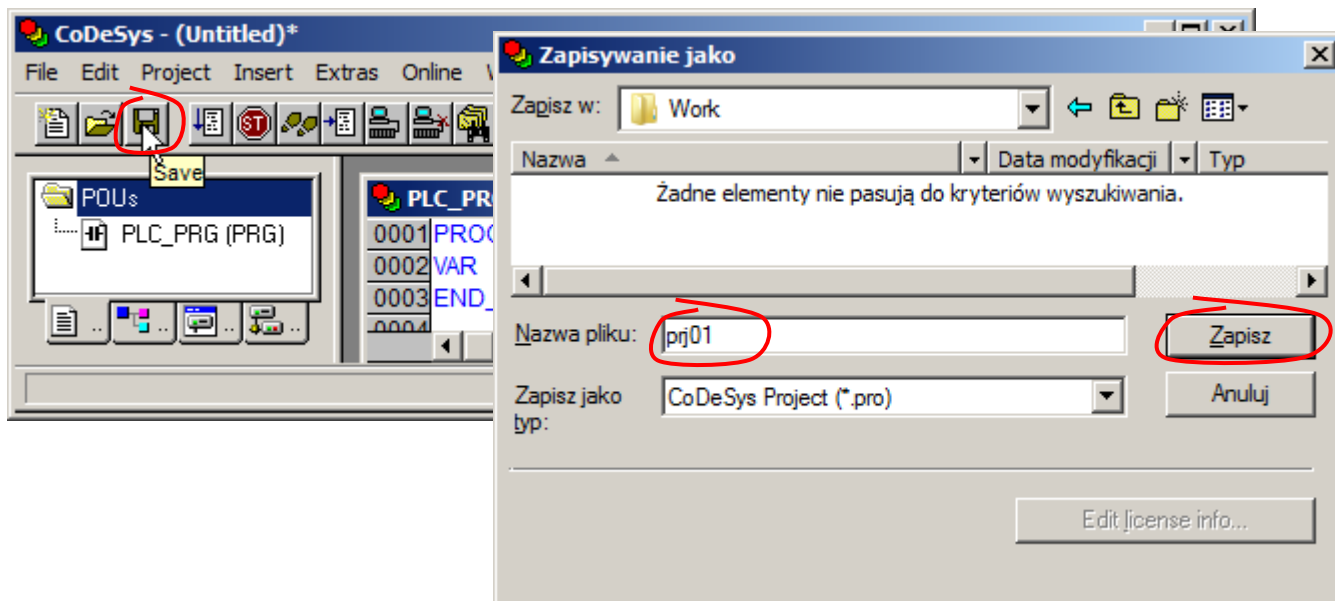 CoDeSys - (Untitled)*
File Edit Project Insert Extras Online
Save
POUs
PLC_PRG (PRG)
PLC_PR
0001 PROG
0002 VAR
0003 END_
0004
.. .. .. ..
Zapisywanie jako
Zapisz w: Work
Nazwa Data modyfikacji Typ
Żadne elementy nie pasują do kryteriów wyszukiwania.
Nazwa pliku: prj01 Zapisz
Zapisz jako typ: CoDeSys Project (*.pro) Anuluj
Edit license info...